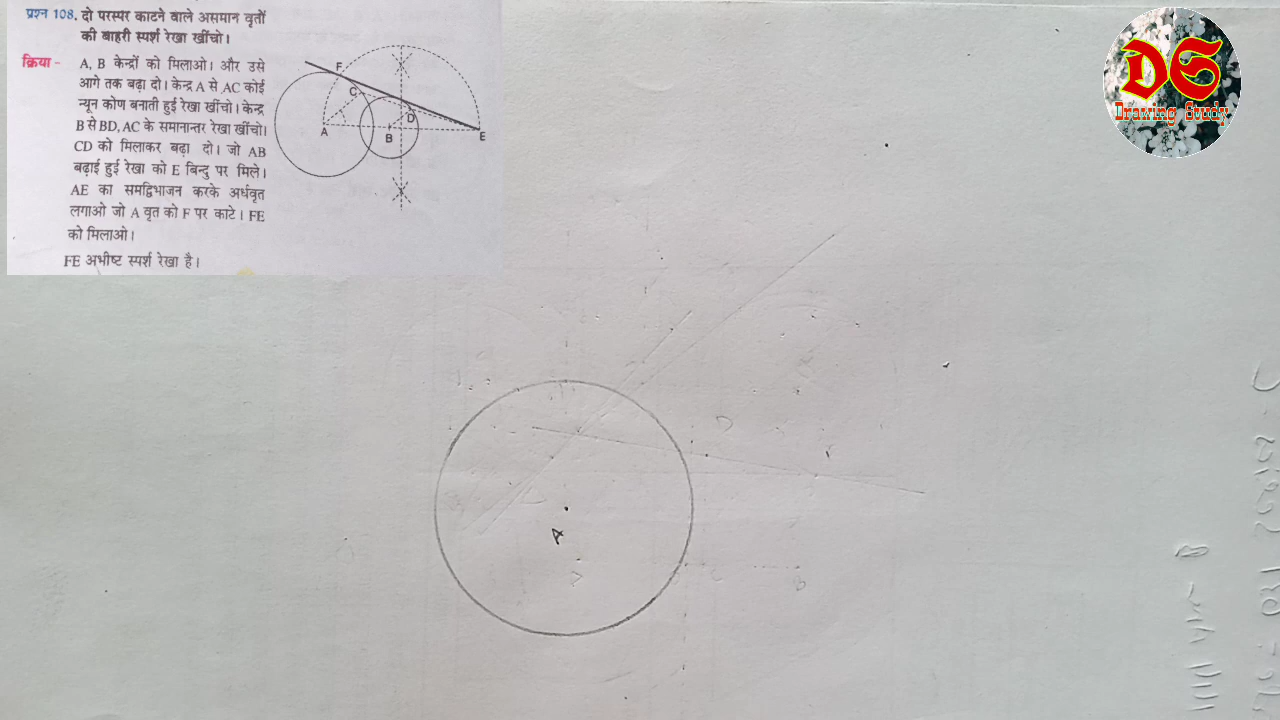 प्रश्न 108. दो परस्पर काटने वाले असमान वृतों
की बाहरी स्पर्श रेखा खींचो।
क्रिया - A, B केन्द्रों को मिलाओ। और उसे
आगे तक बढ़ा दो। केन्द्र A से AC कोई
न्यून कोण बनाती हुई रेखा खींचो। केन्द्र
B से BD, AC के समानान्तर रेखा खींचो।
CD को मिलाकर बढ़ा दो। जो AB
बढ़ाई हुई रेखा को E बिन्दु पर मिले।
AE का समद्विभाजन करके अर्धवृत
लगाओ जो A वृत को F पर काटे। FE
को मिलाओ।
FE अभीष्ट स्पर्श रेखा है।
F
C
D
A
B
E
DS
Drawing Study
A